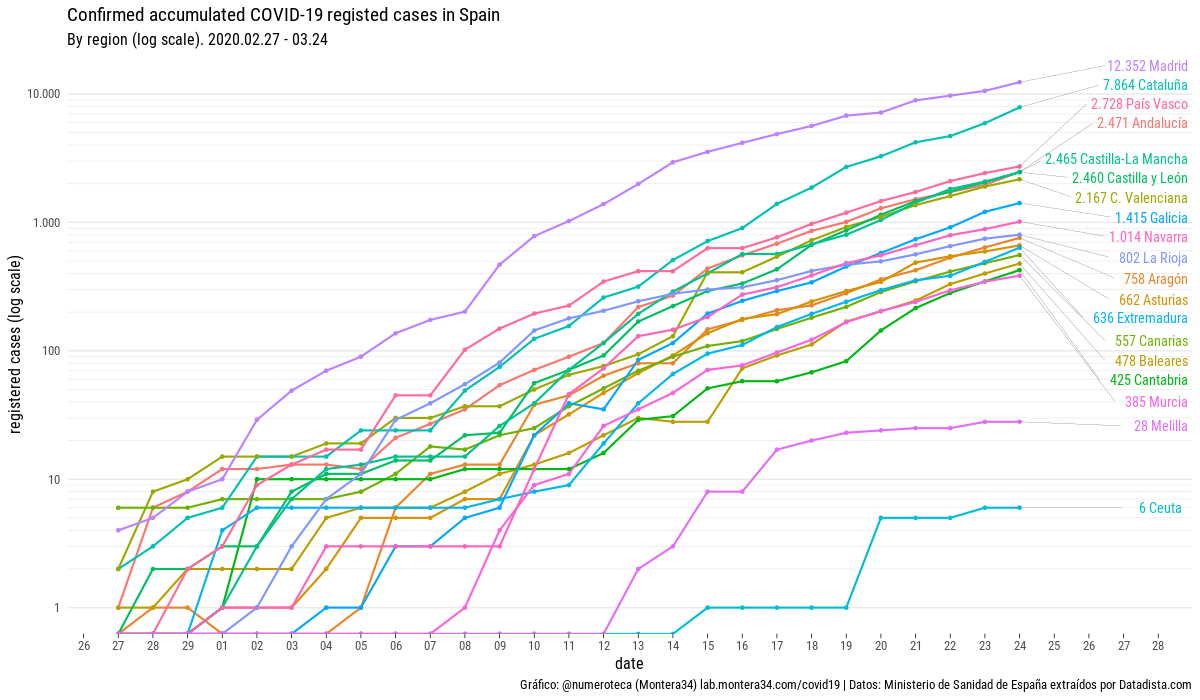 Confirmed accumulated COVID-19 registed cases in Spain
By region (log scale). 2020.02.27 - 03.24
12.352 Madrid
7.864 Cataluña
2.728 País Vasco
2.471 Andalucía
2.465 Castilla-La Mancha
2.460 Castilla y León
2.167 C. Valenciana
1.415 Galicia
1.014 Navarra
802 La Rioja
758 Aragón
662 Asturias
636 Extremadura
557 Canarias
478 Baleares
425 Cantabria
385 Murcia
28 Melilla
6 Ceuta
registered cases (log scale)
10.000
1.000
100
10
1
26 27 28 29 01 02 03 04 05 06 07 08 09 10 11 12 13 14 15 16 17 18 19 20 21 22 23 24 25 26 27 28
date
Gráfico: @numeroteca (Montera34) lab.montera34.com/covid19 | Datos: Ministerio de Sanidad de España extraídos por Datadista.com